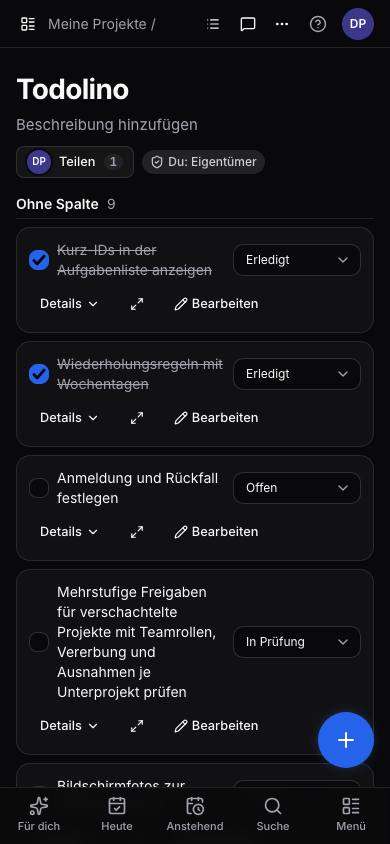 Meine Projekte /
DP
Todolino
Beschreibung hinzufügen
DP Teilen 1 Du: Eigentümer
Ohne Spalte 9
Kurz-IDs in der
Aufgabenliste anzeigen
Erledigt
Details Bearbeiten
Wiederholungsregeln mit
Wochentagen
Erledigt
Details Bearbeiten
Anmeldung und Rückfall
festlegen
Offen
Details Bearbeiten
Mehrstufige Freigaben
für verschachtelte
Projekte mit Teamrollen,
Vererbung und
Ausnahmen je
Unterprojekt prüfen
In Prüfung
Details Bearbeiten
Bildschirmfotos zur
Für dich Heute Anstehend Suche Menü